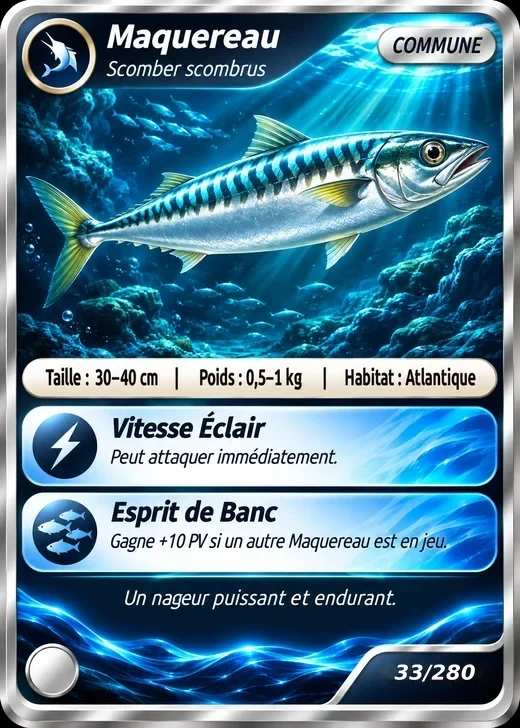 Maquereau
Scomber scombrus
COMMUNE
Taille : 30–40 cm | Poids : 0,5–1 kg | Habitat : Atlantique
Vitesse Éclair
Peut attaquer immédiatement.
Esprit de Banc
Gagne +10 PV si un autre Maquereau est en jeu.
Un nageur puissant et endurant.
33/280